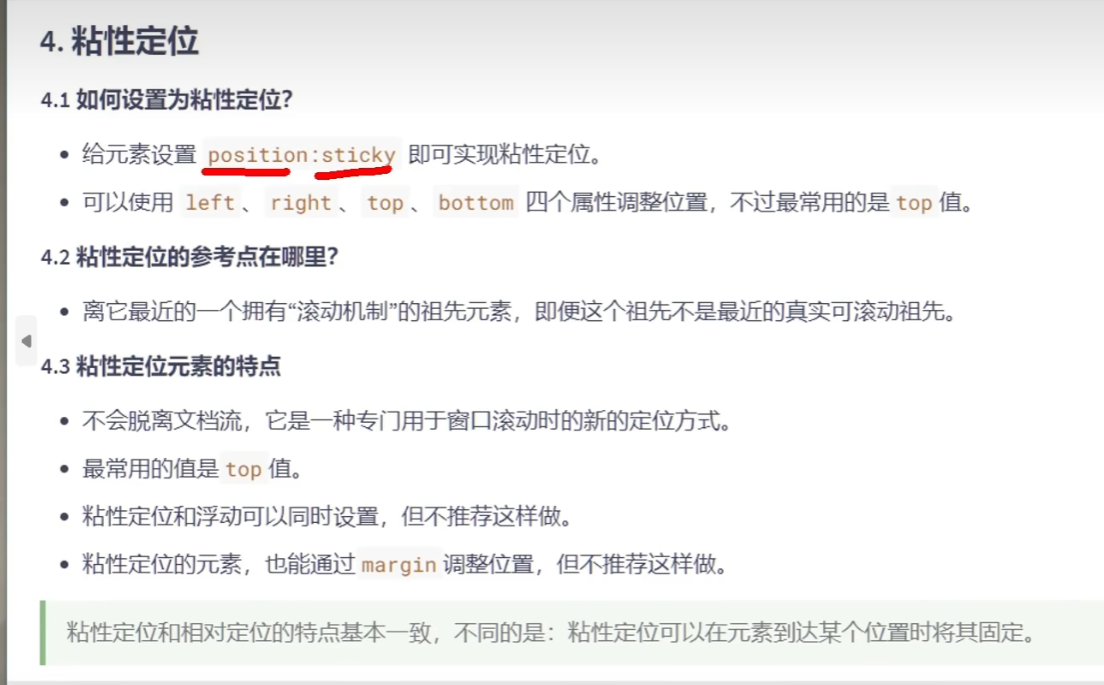 4. 粘性定位
4.1 如何设置为粘性定位？
• 给元素设置 position:sticky 即可实现粘性定位。
• 可以使用 left 、 right 、 top 、 bottom 四个属性调整位置，不过最常用的是 top 值。
4.2 粘性定位的参考点在哪里？
• 离它最近的一个拥有“滚动机制”的祖先元素，即便这个祖先不是最近的真实可滚动祖先。
4.3 粘性定位元素的特点
• 不会脱离文档流，它是一种专门用于窗口滚动时的新的定位方式。
• 最常用的值是 top 值。
• 粘性定位和浮动可以同时设置，但不推荐这样做。
• 粘性定位的元素，也能通过 margin 调整位置，但不推荐这样做。
粘性定位和相对定位的特点基本一致，不同的是：粘性定位可以在元素到达某个位置时将其固定。